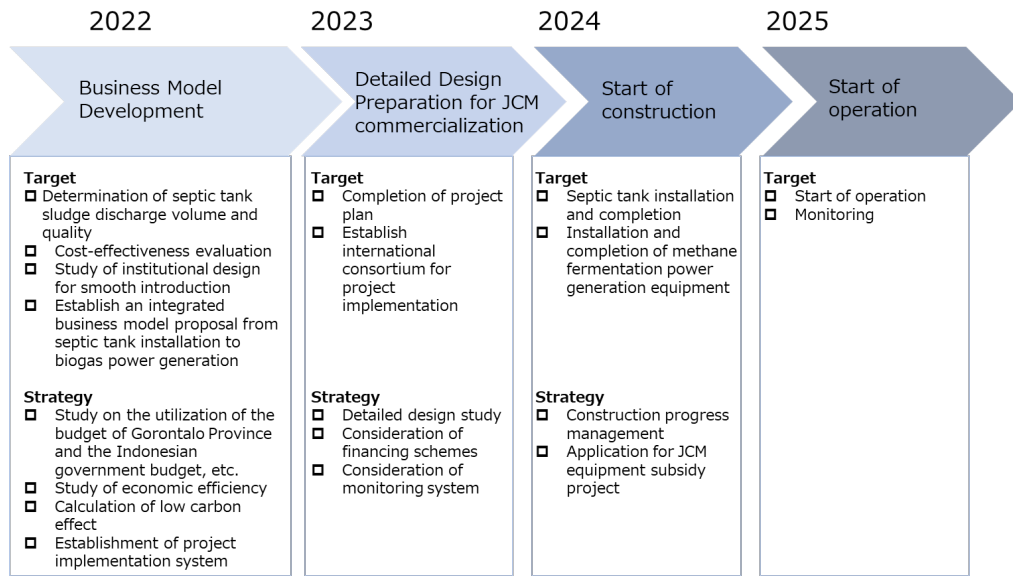 2022
2023
2024
2025
Business Model
Development
Detailed Design
Preparation for JCM
commercialization
Start of
construction
Start of
operation
Target
Determination of septic tank
sludge discharge volume and
quality
Cost-effectiveness evaluation
Study of institutional design
for smooth introduction
Establish an integrated
business model proposal from
septic tank installation to
biogas power generation
Strategy
Study on the utilization of the
budget of Gorontalo Province
and the Indonesian
government budget, etc.
Study of economic efficiency
Calculation of low carbon
effect
Establishment of project
implementation system
Target
Completion of project
plan
Establish
international
consortium for
project
implementation
Strategy
Detailed design study
Consideration of
financing schemes
Consideration of
monitoring system
Target
Septic tank installation
and completion
Installation and
completion of methane
fermentation power
generation equipment
Strategy
Construction progress
management
Application for JCM
equipment subsidy
project
Target
Start of operation
Monitoring